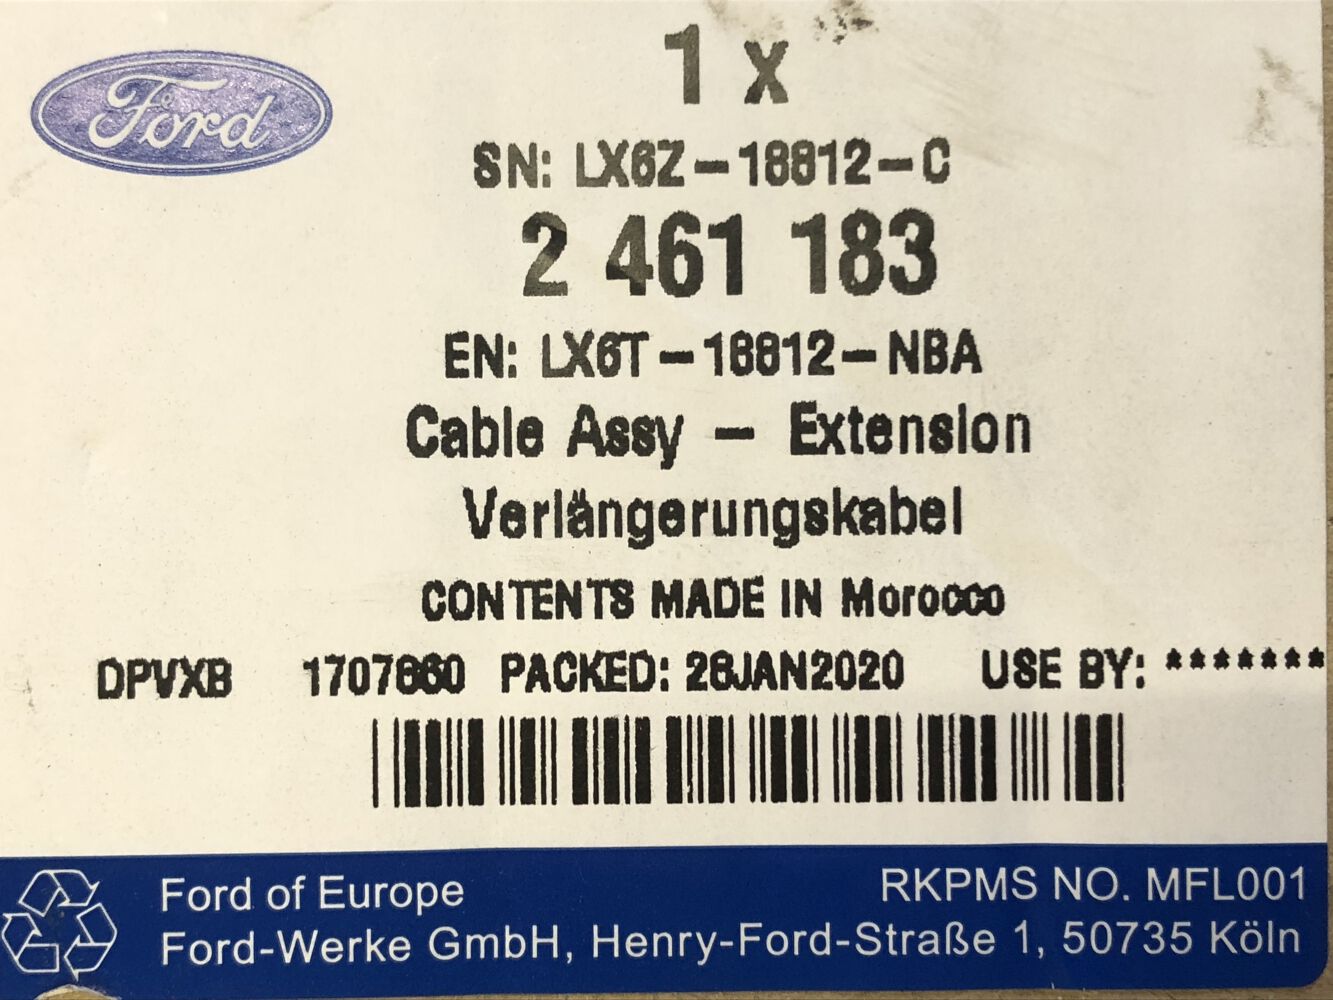 Ford
1 x
SN: LX6Z-18812-C
2 461 183
EN: LX6T-18812-NBA
Cable Assy - Extension
Verlängerungskabel
CONTENTS MADE IN Morocco
DPVXB 1707660 PACKED: 28JAN2020 USE BY: *******
Ford of Europe
RKPMS NO. MFL001
Ford-Werke GmbH, Henry-Ford-Straße 1, 50735 Köln